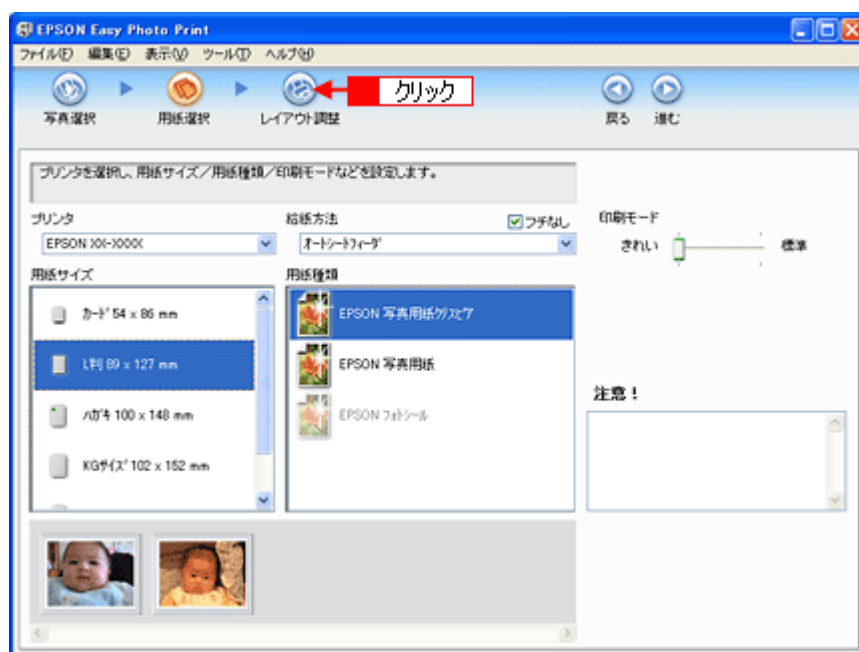 EPSON Easy Photo Print
ファイル(F) 編集(E) 表示(V) ツール(T) ヘルプ(H)
クリック
写真選択 用紙選択 レイアウト調整 戻る 進む
プリンタを選択し、用紙サイズ/用紙種類/印刷モードなどを設定します。
プリンタ 給紙方法 フチなし 印刷モード
EPSON XX-XXXX オートシートフィーダ きれい 標準
用紙サイズ 用紙種類
カード 54 x 86 mm EPSON 写真用紙クリスピア
L判 89 x 127 mm EPSON 写真用紙
注意!
ハガキ 100 x 148 mm EPSON フォトシール
KGサイズ 102 x 152 mm